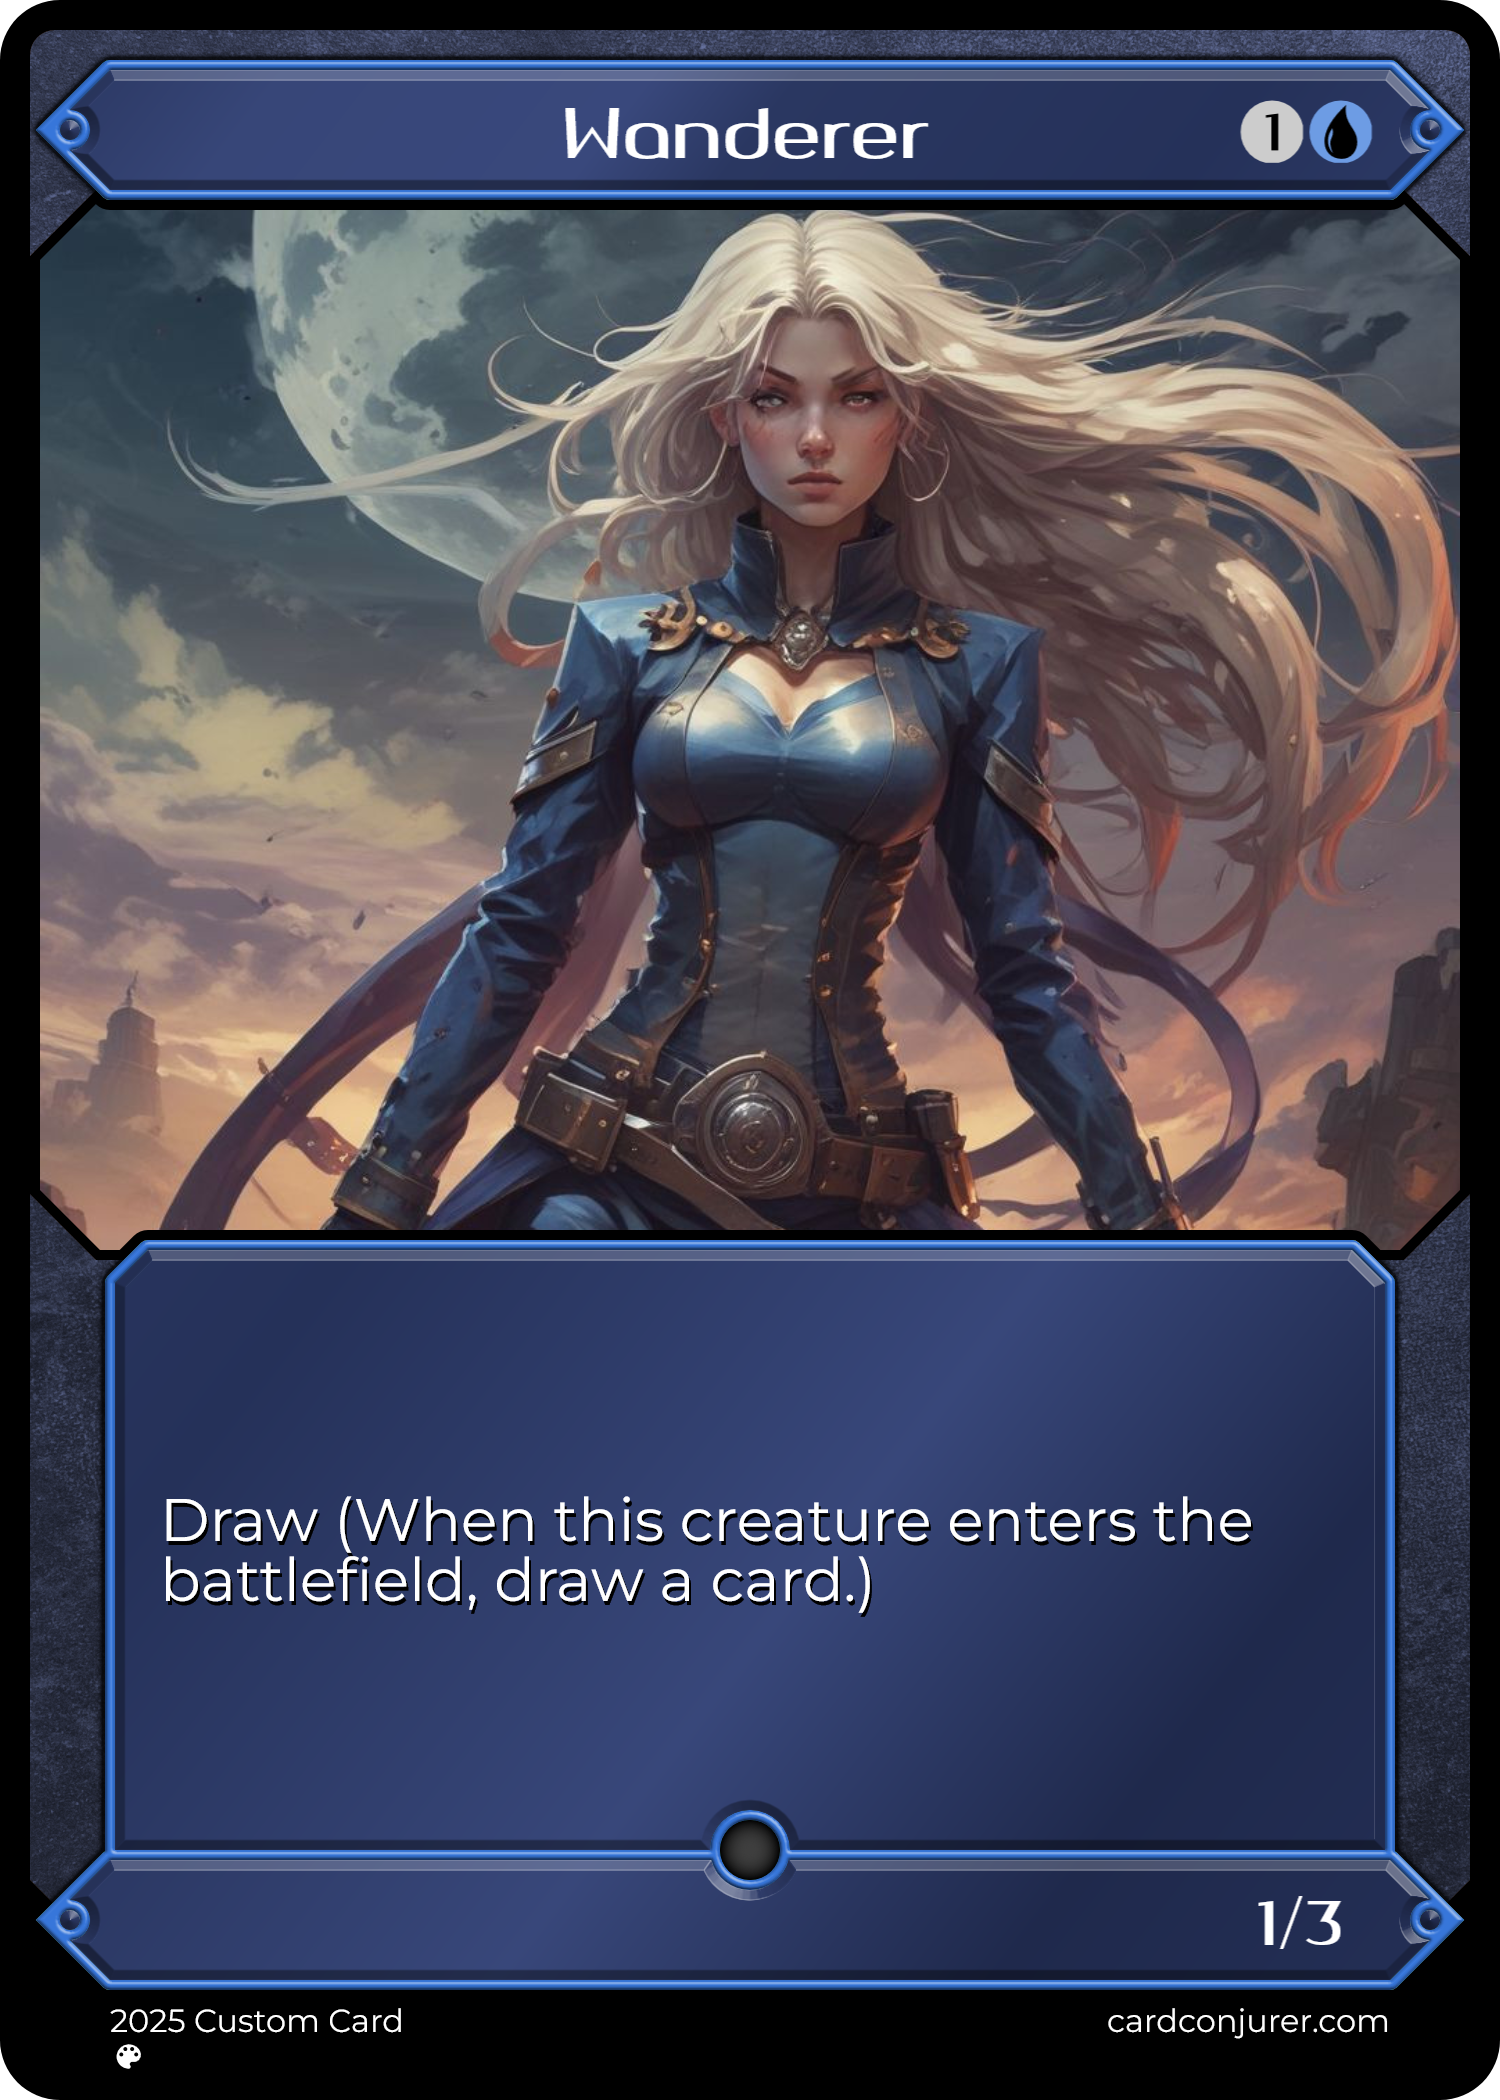 Wanderer
1
Draw (When this creature enters the
battlefield, draw a card.)
1/3
2025 Custom Card
cardconjurer.com